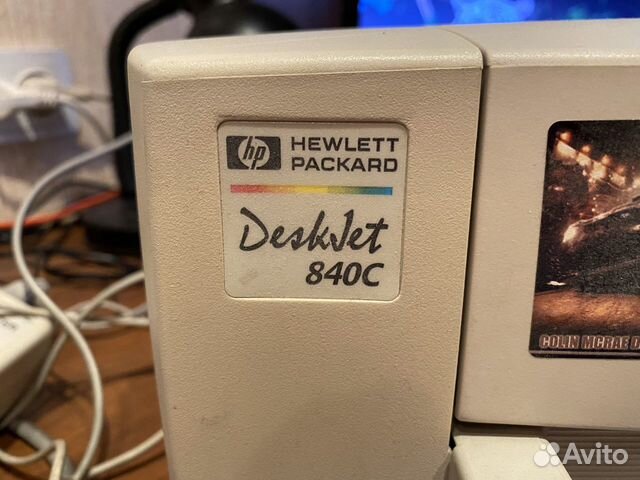 hp HEWLETT
PACKARD
DeskJet
840C
COLIN MCRAE
Avito